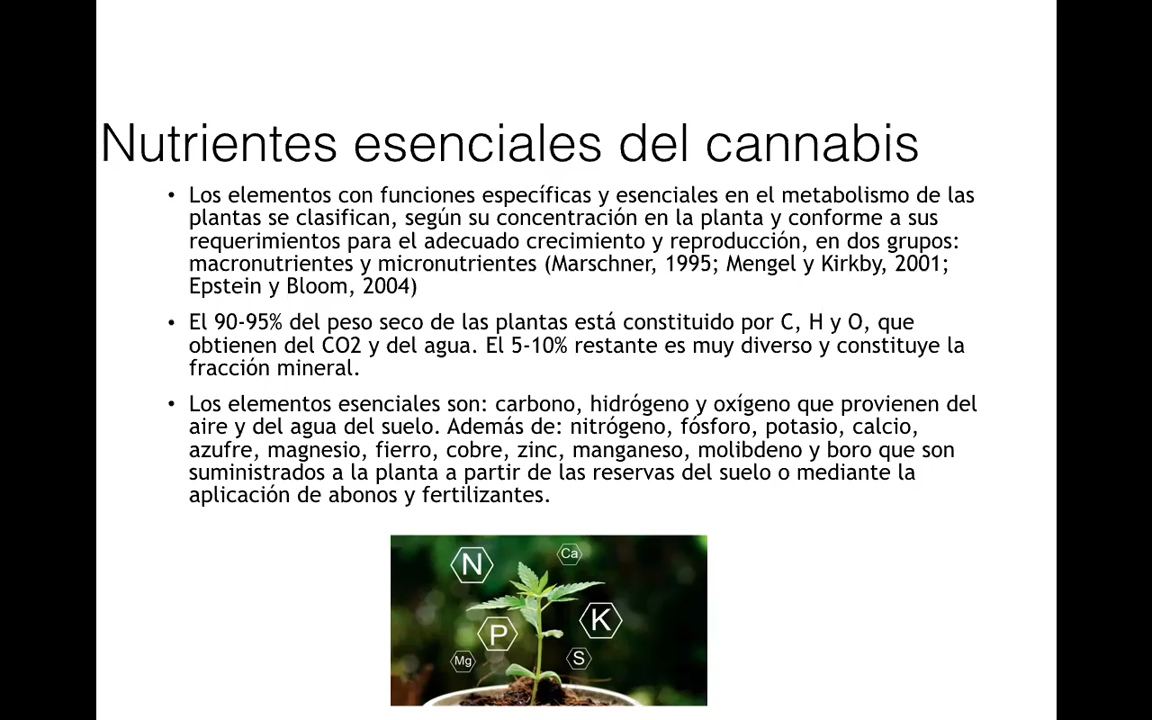 Nutrientes esenciales del cannabis
• Los elementos con funciones específicas y esenciales en el metabolismo de las
plantas se clasifican, según su concentración en la planta y conforme a sus
requerimientos para el adecuado crecimiento y reproducción, en dos grupos:
macronutrientes y micronutrientes (Marschner, 1995; Mengel y Kirkby, 2001;
Epstein y Bloom, 2004)
• El 90-95% del peso seco de las plantas está constituido por C, H y O, que
obtienen del CO2 y del agua. El 5-10% restante es muy diverso y constituye la
fracción mineral.
• Los elementos esenciales son: carbono, hidrógeno y oxígeno que provienen del
aire y del agua del suelo. Además de: nitrógeno, fósforo, potasio, calcio,
azufre, magnesio, fierro, cobre, zinc, manganeso, molibdeno y boro que son
suministrados a la planta a partir de las reservas del suelo o mediante la
aplicación de abonos y fertilizantes.
N
Ca
P
K
Mg
S